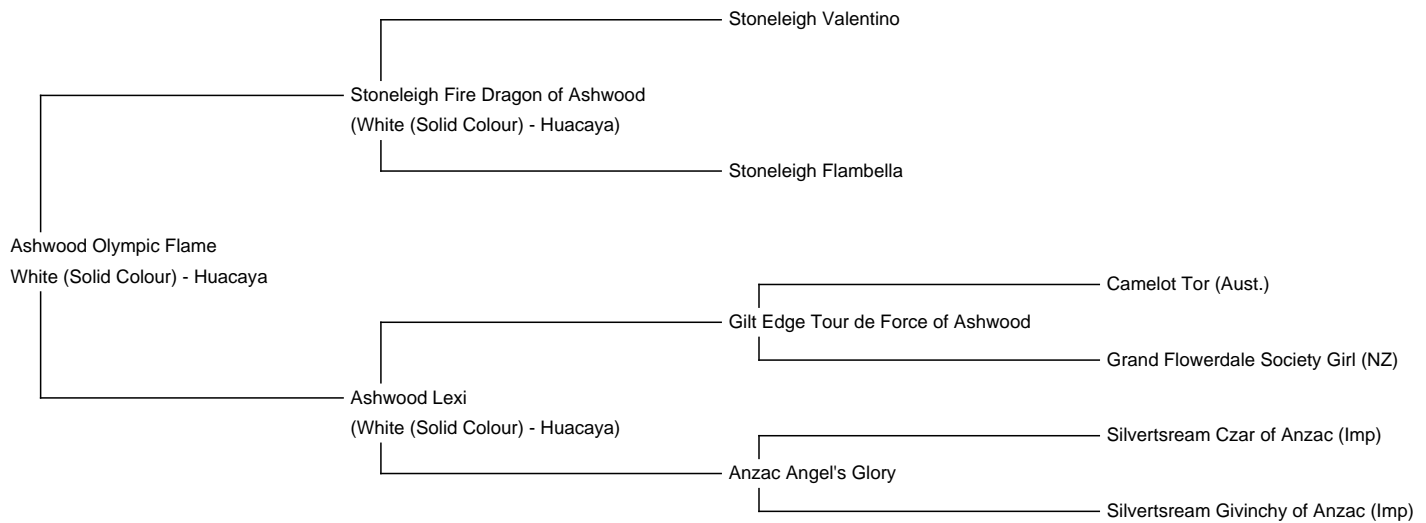 Stoneleigh Valentino
Stoneleigh Fire Dragon of Ashwood
(White (Solid Colour) - Huacaya)
Stoneleigh Flambella
Ashwood Olympic Flame
White (Solid Colour) - Huacaya
Camelot Tor (Aust.)
Gilt Edge Tour de Force of Ashwood
Grand Flowerdale Society Girl (NZ)
Ashwood Lexi
(White (Solid Colour) - Huacaya)
Silvertsream Czar of Anzac (Imp)
Anzac Angel's Glory
Silvertsream Givinchy of Anzac (Imp)